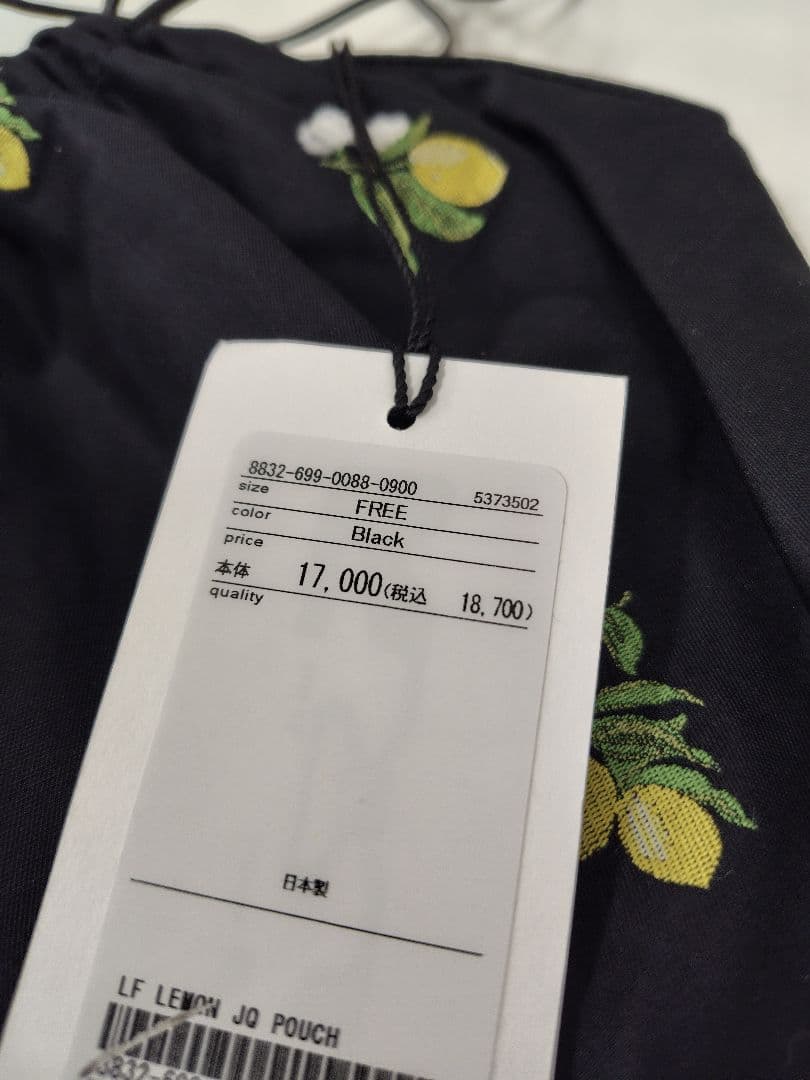 8832-699-0088-0900 5373502
size FREE
color Black
price
本体 17,000(税込 18,700)
quality
日本製
LF LEMON JQ POUCH